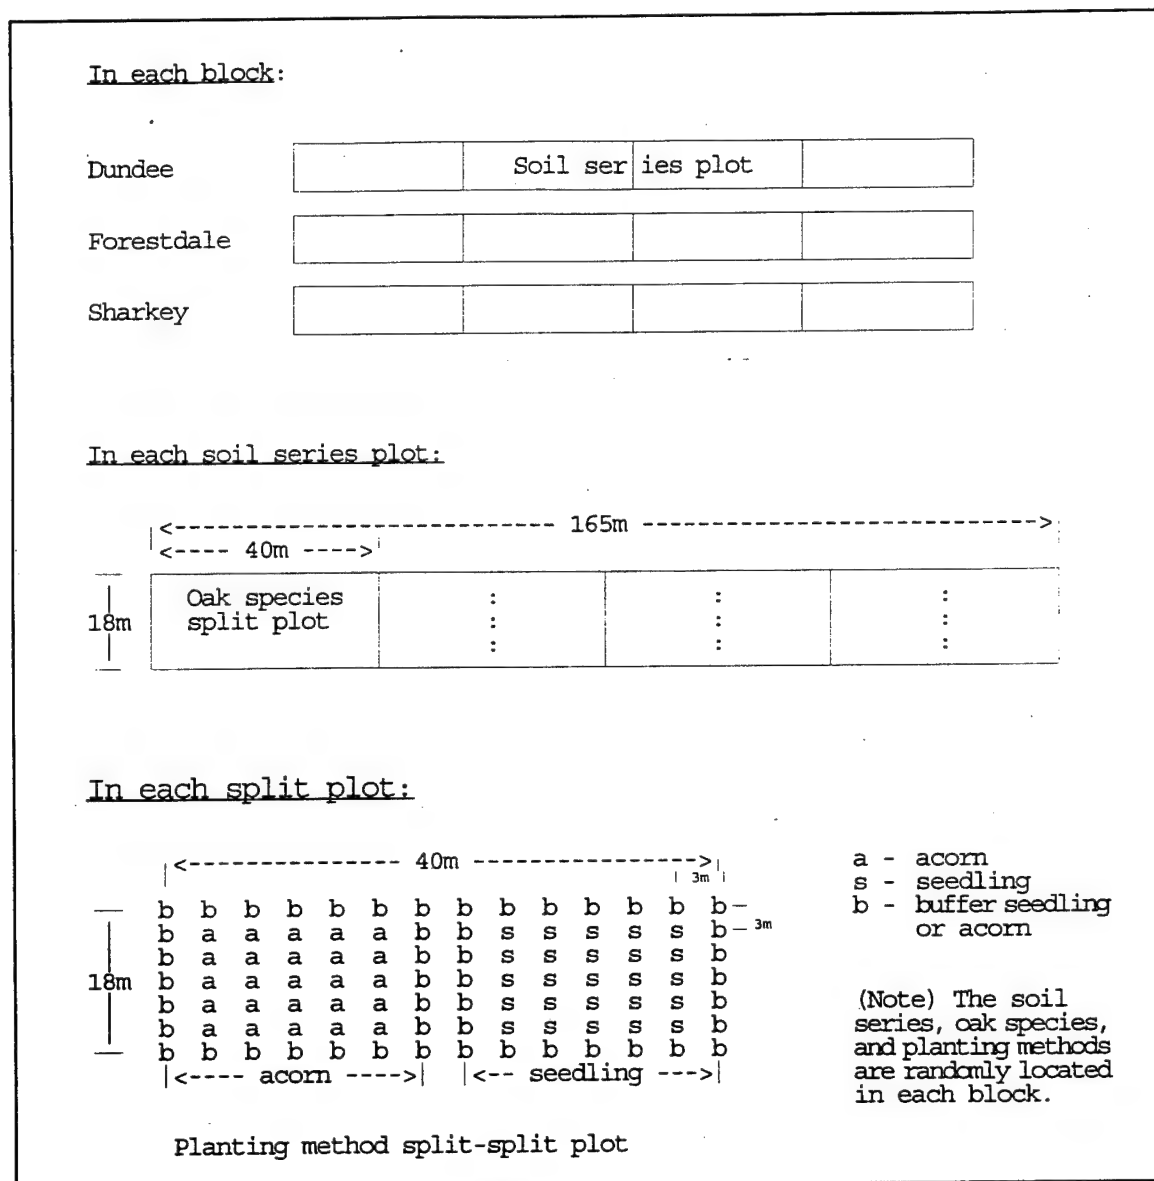 In each block:
Dundee
Soil series plot
Forestdale
Sharkey
In each soil series plot:
|<---------------------------- 165m ----------------------------->
|<---- 40m ---->|
Oak species : : :
18m split plot : : :
: : :
In each split plot:
|<--------------- 40m ----------------->|
| 3m |
b b b b b b b b b b b b b b
b a a a a a b b s s s s s b – 3m
b a a a a a b b s s s s s b
18m b a a a a a b b s s s s s b
b a a a a a b b s s s s s b
b a a a a a b b s s s s s b
b b b b b b b b b b b b b b
|<---- acorn ---->| |<-- seedling --->|
Planting method split-split plot
a - acorn
s - seedling
b - buffer seedling
or acorn
(Note) The soil
series, oak species,
and planting methods
are randomly located
in each block.